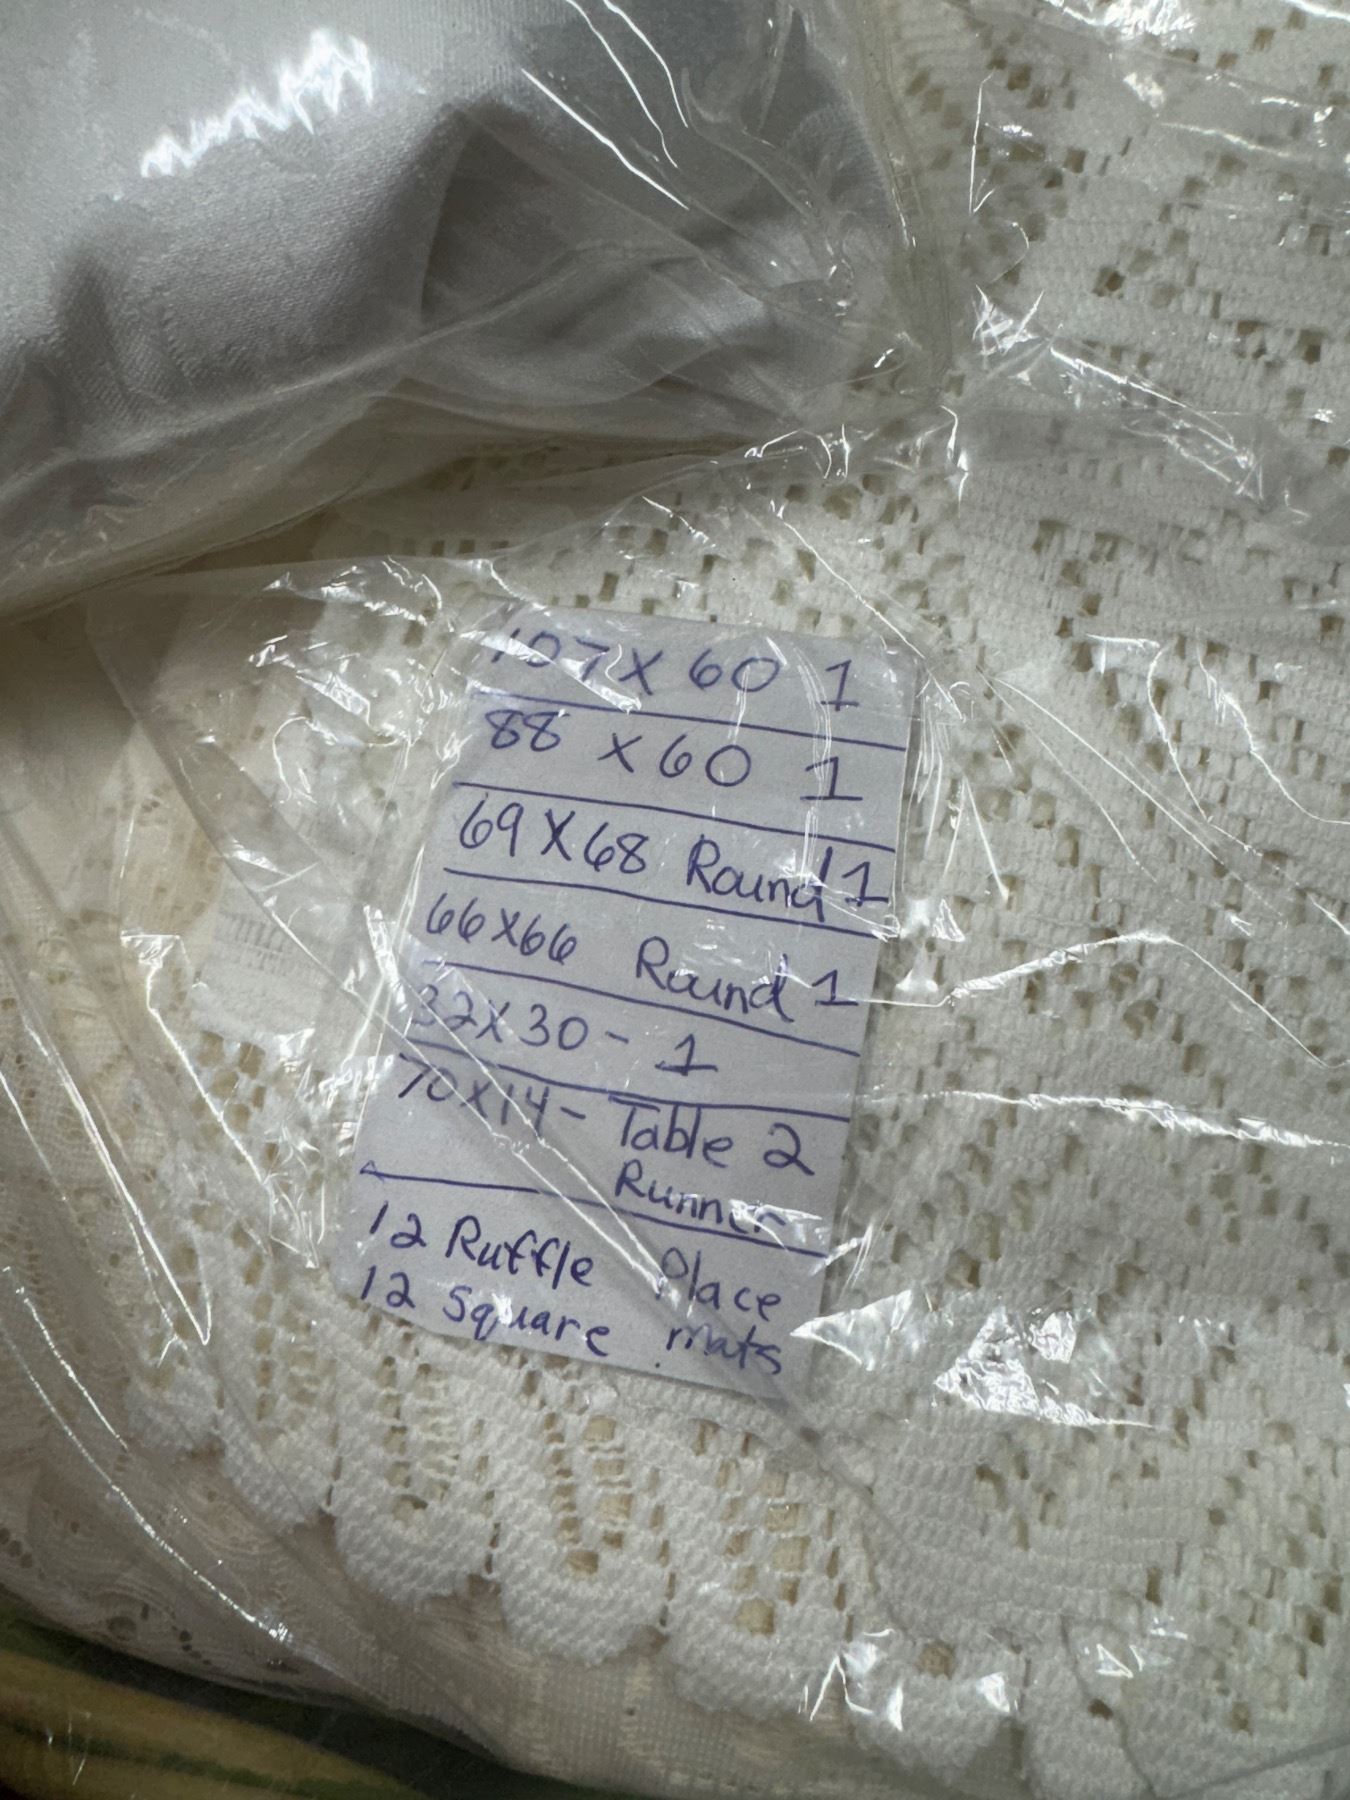 107 X 60 1
88 X 60 1
69 X 68 Round 1
66 X 66 Round 1
32 X 30 - 1
70 X 14 - Table 2
Runner
12 Ruffle Place
12 Square mats